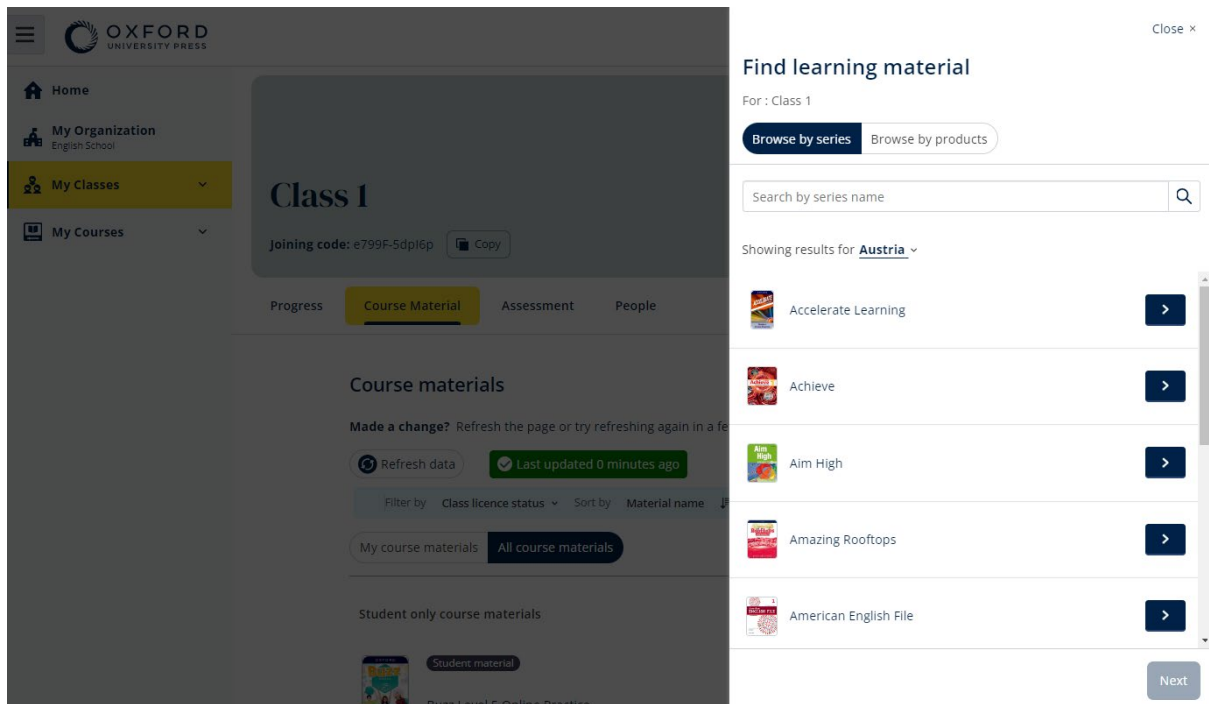 OXFORD
UNIVERSITY PRESS
Home
My Organization
English School
My Classes
My Courses
Class 1
Joining code: e799F-5dpI6p
Copy
Progress
Course Material
Assessment
People
Course materials
Made a change? Refresh the page or try refreshing again in a fe
Refresh data
Last updated 0 minutes ago
Filter by Class licence status Sort by Material name
My course materials
All course materials
Student only course materials
Student material
Close ×
Find learning material
For : Class 1
Browse by series
Browse by products
Search by series name
Showing results for Austria
Accelerate Learning
Achieve
Aim High
Aim High
Amazing Rooftops
American English File
Next